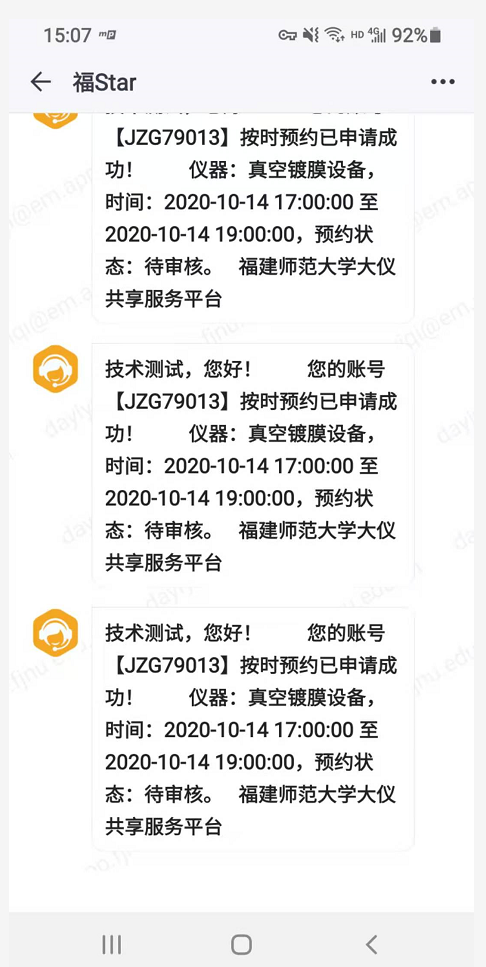 15:07
HD 4G 92%
福Star
【JZG79013】按时预约已申请成
功! 仪器：真空镀膜设备，
时间：2020-10-14 17:00:00 至
2020-10-14 19:00:00，预约状
态：待审核。 福建师范大学大仪
共享服务平台
技术测试，您好! 您的账号
【JZG79013】按时预约已申请成
功! 仪器：真空镀膜设备，
时间：2020-10-14 17:00:00 至
2020-10-14 19:00:00，预约状
态：待审核。 福建师范大学大仪
共享服务平台
技术测试，您好! 您的账号
【JZG79013】按时预约已申请成
功! 仪器：真空镀膜设备，
时间：2020-10-14 17:00:00 至
2020-10-14 19:00:00，预约状
态：待审核。 福建师范大学大仪
共享服务平台